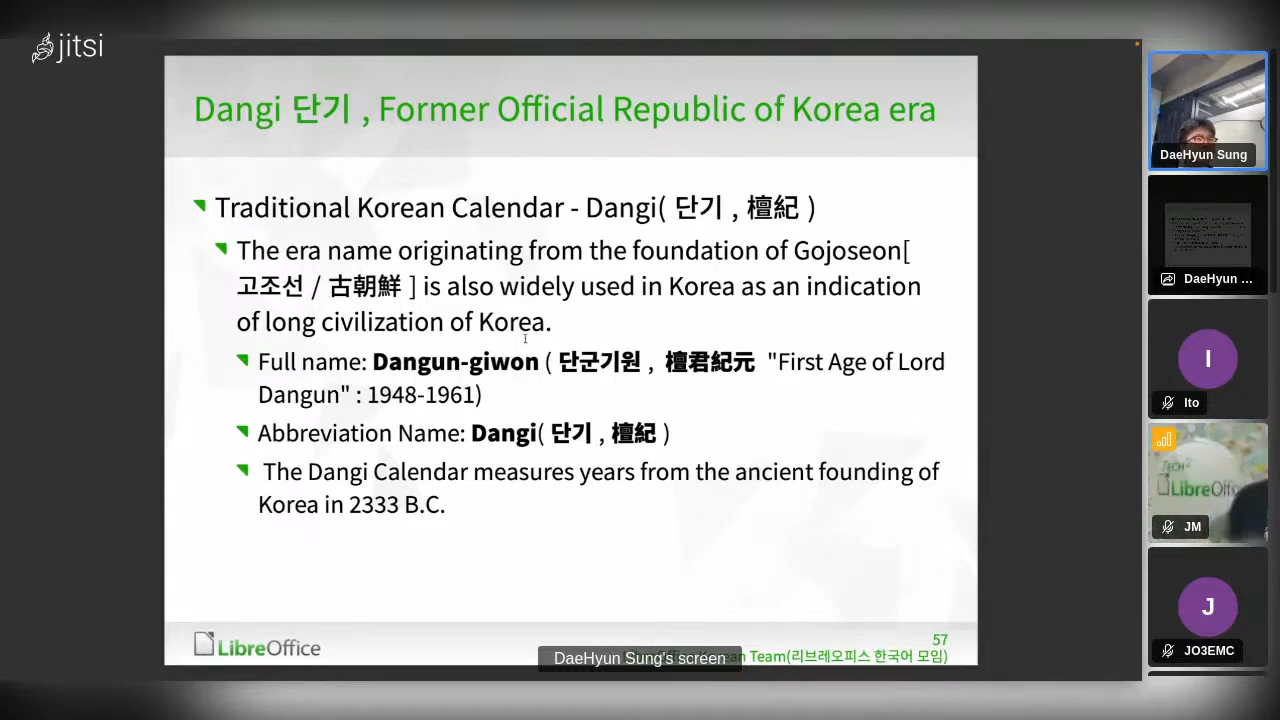 jitsi
Dangi 단기 , Former Official Republic of Korea era
Traditional Korean Calendar - Dangi( 단기 , 檀紀 )
The era name originating from the foundation of Gojoseon[
고조선 / 古朝鮮 ] is also widely used in Korea as an indication
of long civilization of Korea.
Full name: Dangun-giwon ( 단군기원 , 檀君紀元 "First Age of Lord
Dangun" : 1948-1961)
Abbreviation Name: Dangi( 단기 , 檀紀 )
The Dangi Calendar measures years from the ancient founding of
Korea in 2333 B.C.
LibreOffice
57
Team(리브레오피스 한국어 모임)
DaeHyun Sung's screen
DaeHyun Sung
DaeHyun ...
I
Ito
TECH
LibreOffi
JM
J
JO3EMC